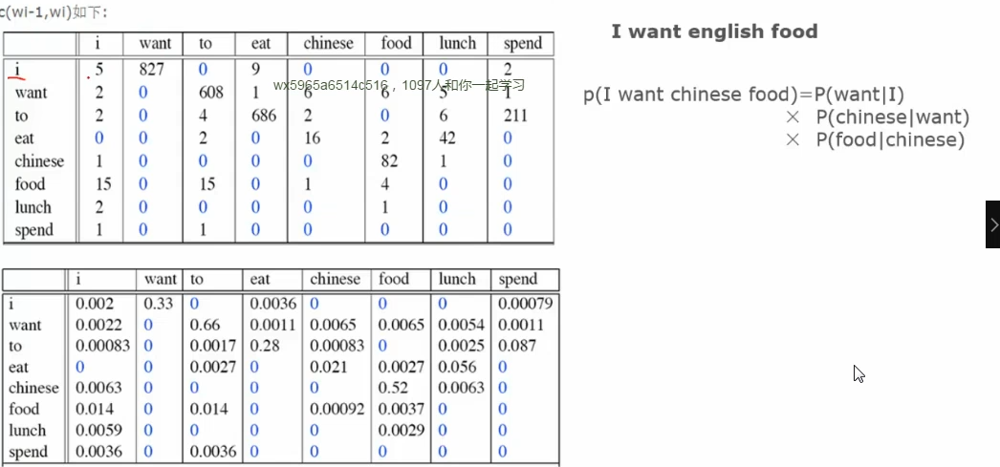 c(wi-1,wi)如下:
i want to eat chinese food lunch spend
i 5 827 0 9 0 0 0 2
want 2 0 608 1 6 6 5 1
to 2 0 4 686 2 0 6 211
eat 0 0 2 0 16 2 42 0
chinese 1 0 0 0 0 82 1 0
food 15 0 15 0 1 4 0 0
lunch 2 0 0 0 0 1 0 0
spend 1 0 1 0 0 0 0 0
wx5965a6514c516，1097人和你一起学习
i want to eat chinese food lunch spend
i 0.002 0.33 0 0.0036 0 0 0 0.00079
want 0.0022 0 0.66 0.0011 0.0065 0.0065 0.0054 0.0011
to 0.00083 0 0.0017 0.28 0.00083 0 0.0025 0.087
eat 0 0 0.0027 0 0.021 0.0027 0.056 0
chinese 0.0063 0 0 0 0 0.52 0.0063 0
food 0.014 0 0.014 0 0.00092 0.0037 0 0
lunch 0.0059 0 0 0 0 0.0029 0 0
spend 0.0036 0 0.0036 0 0 0 0 0
I want english food
p(I want chinese food)=P(want|I)
× P(chinese|want)
× P(food|chinese)